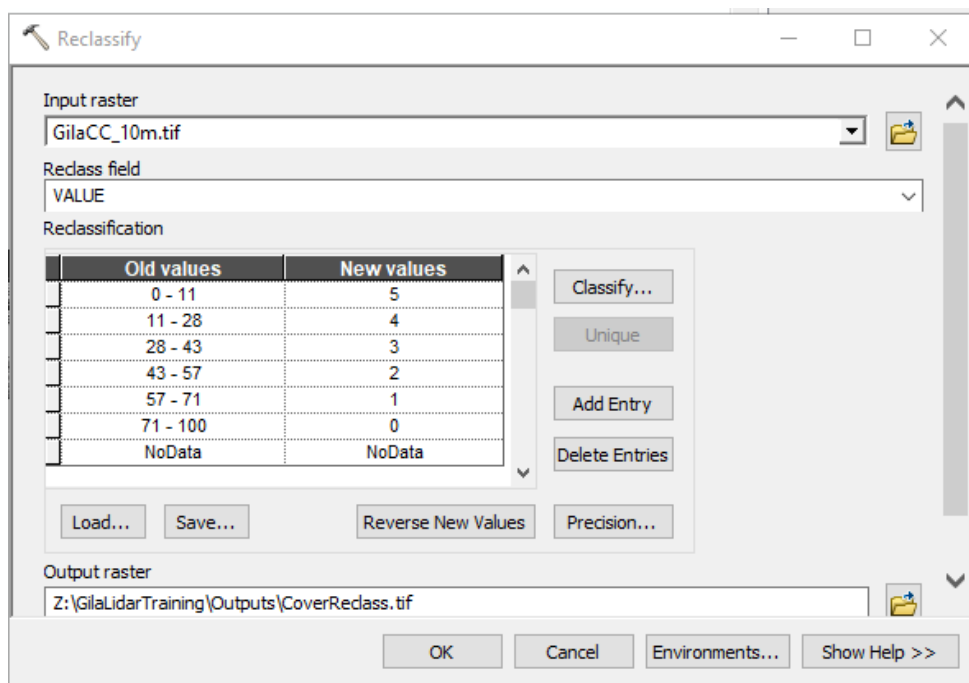 Reclassify
Input raster
GilaCC_10m.tif
Reclass field
VALUE
Reclassification
Old values New values
0 - 11 5
11 - 28 4
28 - 43 3
43 - 57 2
57 - 71 1
71 - 100 0
NoData NoData
Classify...
Unique
Add Entry
Delete Entries
Load... Save... Reverse New Values Precision...
Output raster
Z:\GilaLidarTraining\Outputs\CoverReclass.tif
OK Cancel Environments... Show Help >>